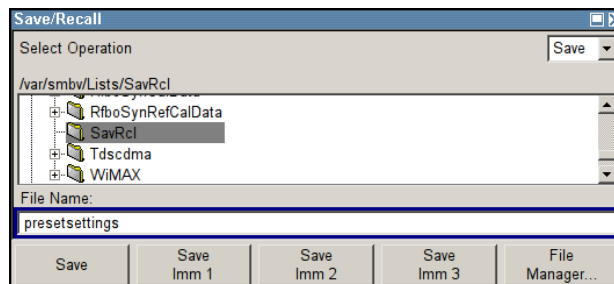 Save/Recall
Select Operation
Save
/var/smbv/Lists/SavRcl
RfboSynRefCalData
SavRcl
Tdscdma
WiMAX
File Name:
presetsettings
Save
Save Imm 1
Save Imm 2
Save Imm 3
File Manager...